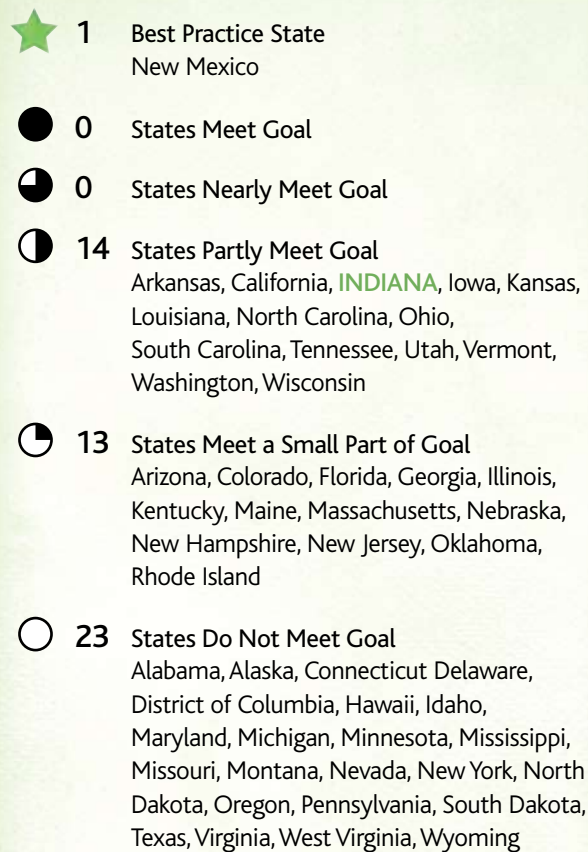 1 Best Practice State
New Mexico
0 States Meet Goal
0 States Nearly Meet Goal
14 States Partly Meet Goal
Arkansas, California, INDIANA, Iowa, Kansas,
Louisiana, North Carolina, Ohio,
South Carolina, Tennessee, Utah, Vermont,
Washington, Wisconsin
13 States Meet a Small Part of Goal
Arizona, Colorado, Florida, Georgia, Illinois,
Kentucky, Maine, Massachusetts, Nebraska,
New Hampshire, New Jersey, Oklahoma,
Rhode Island
23 States Do Not Meet Goal
Alabama, Alaska, Connecticut Delaware,
District of Columbia, Hawaii, Idaho,
Maryland, Michigan, Minnesota, Mississippi,
Missouri, Montana, Nevada, New York, North
Dakota, Oregon, Pennsylvania, South Dakota,
Texas, Virginia, West Virginia, Wyoming